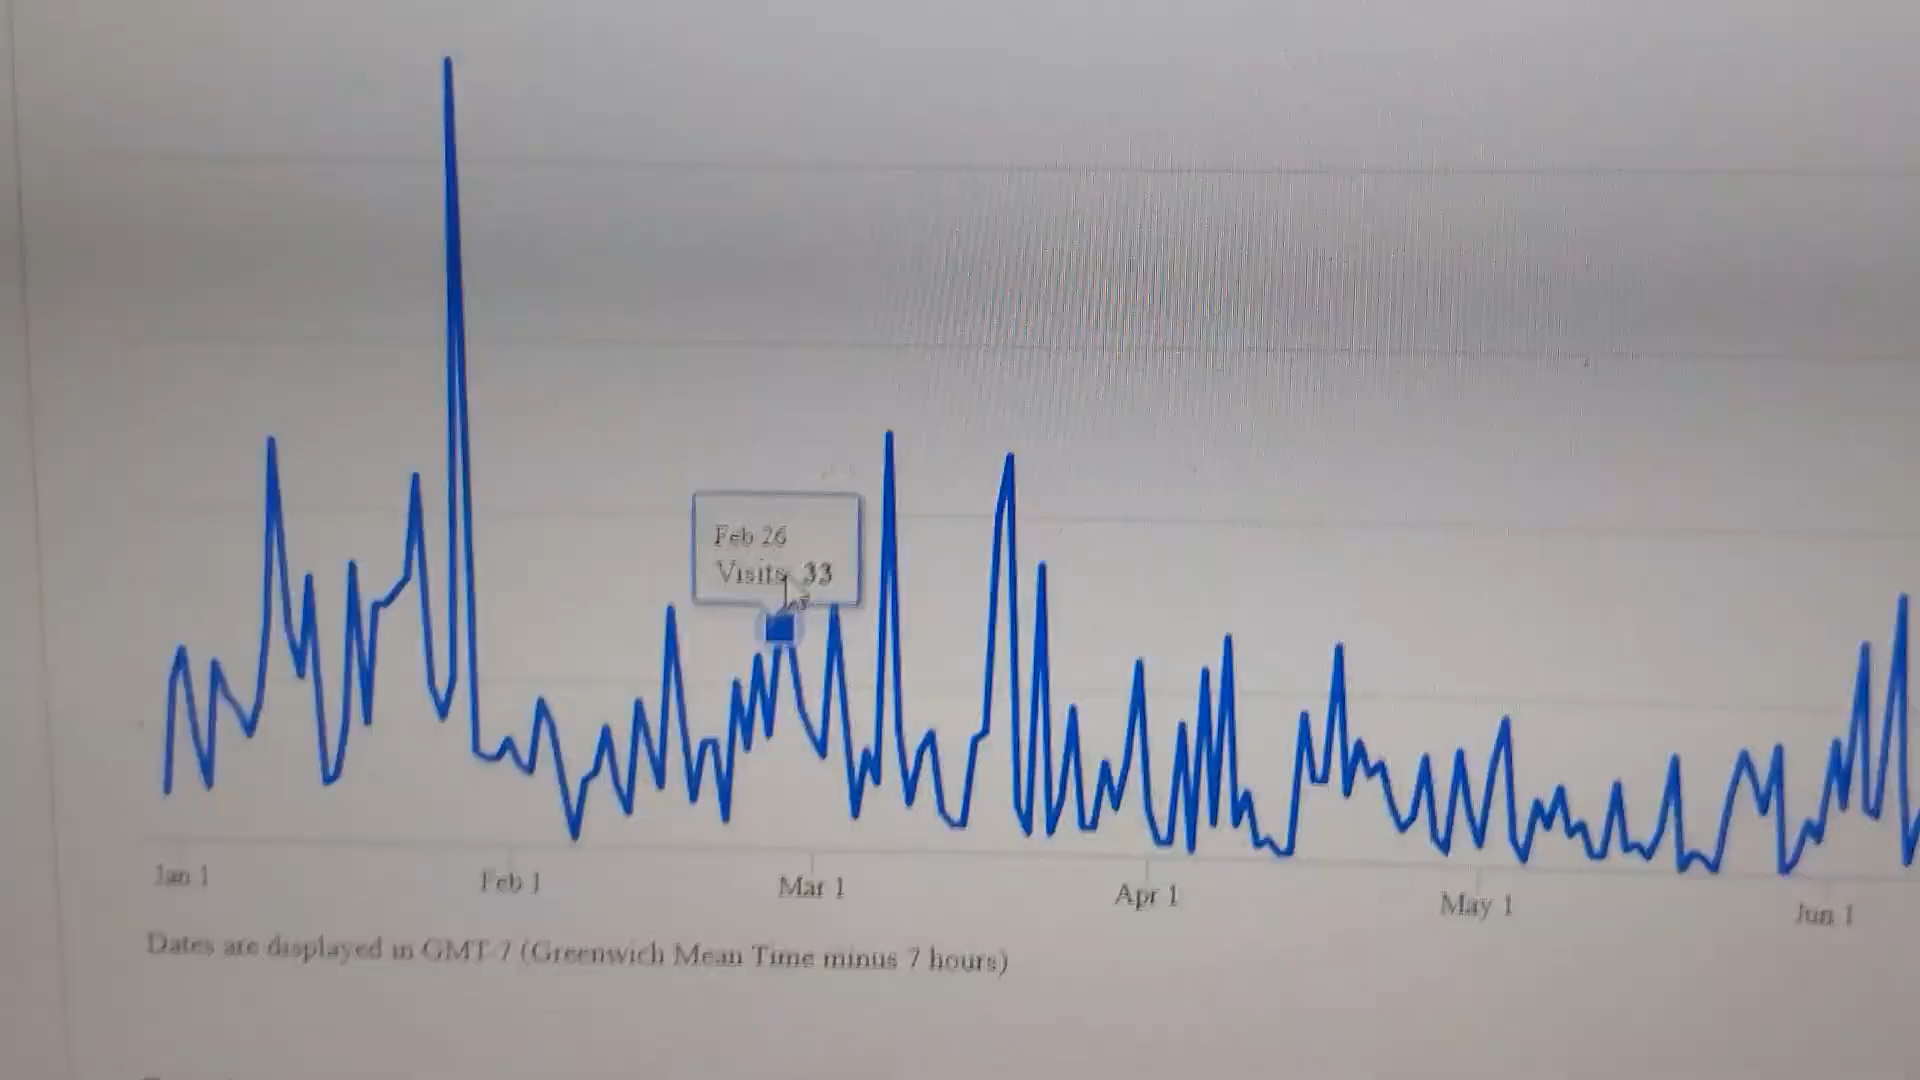 Feb 26
Visits: 33
Jan 1
Feb 1
Mar 1
Apr 1
May 1
Jun 1
Dates are displayed in GMT-7 (Greenwich Mean Time minus 7 hours)